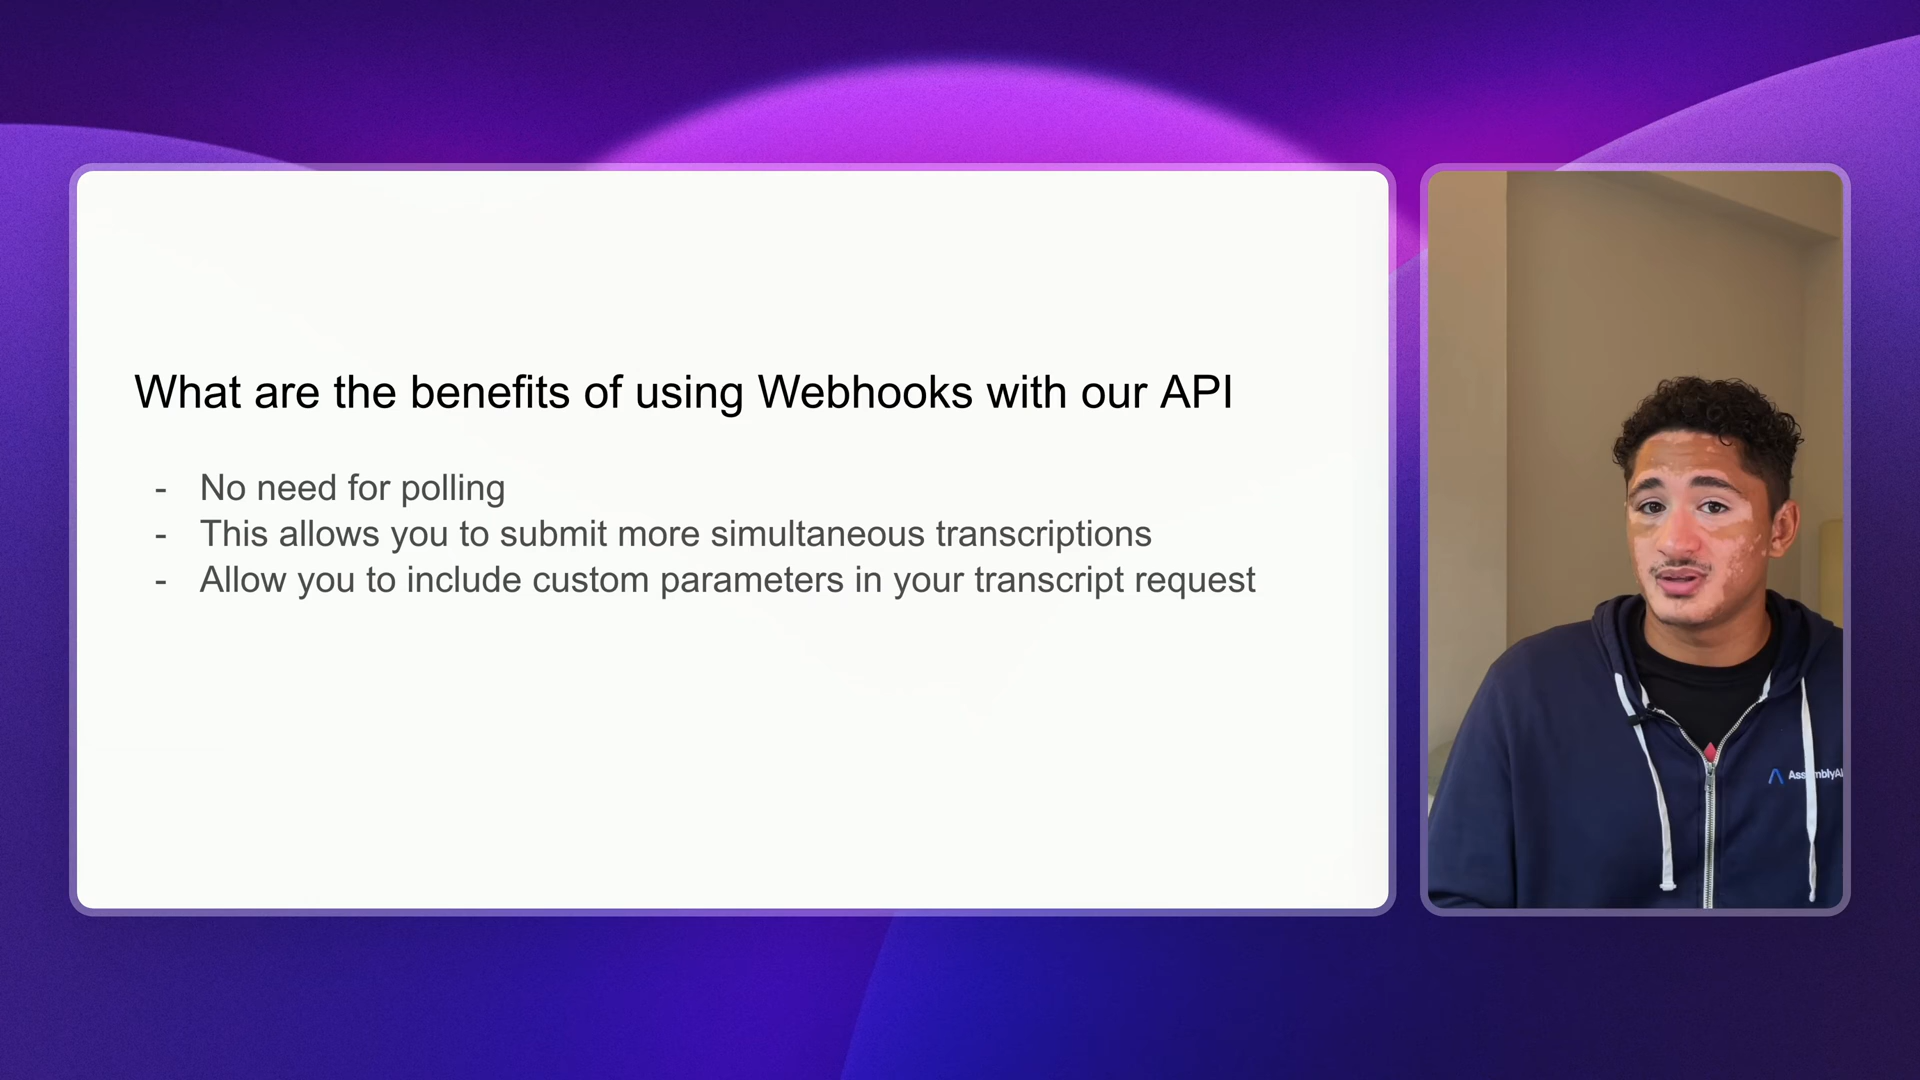 What are the benefits of using Webhooks with our API
- No need for polling
- This allows you to submit more simultaneous transcriptions
- Allow you to include custom parameters in your transcript request
AssemblyAI